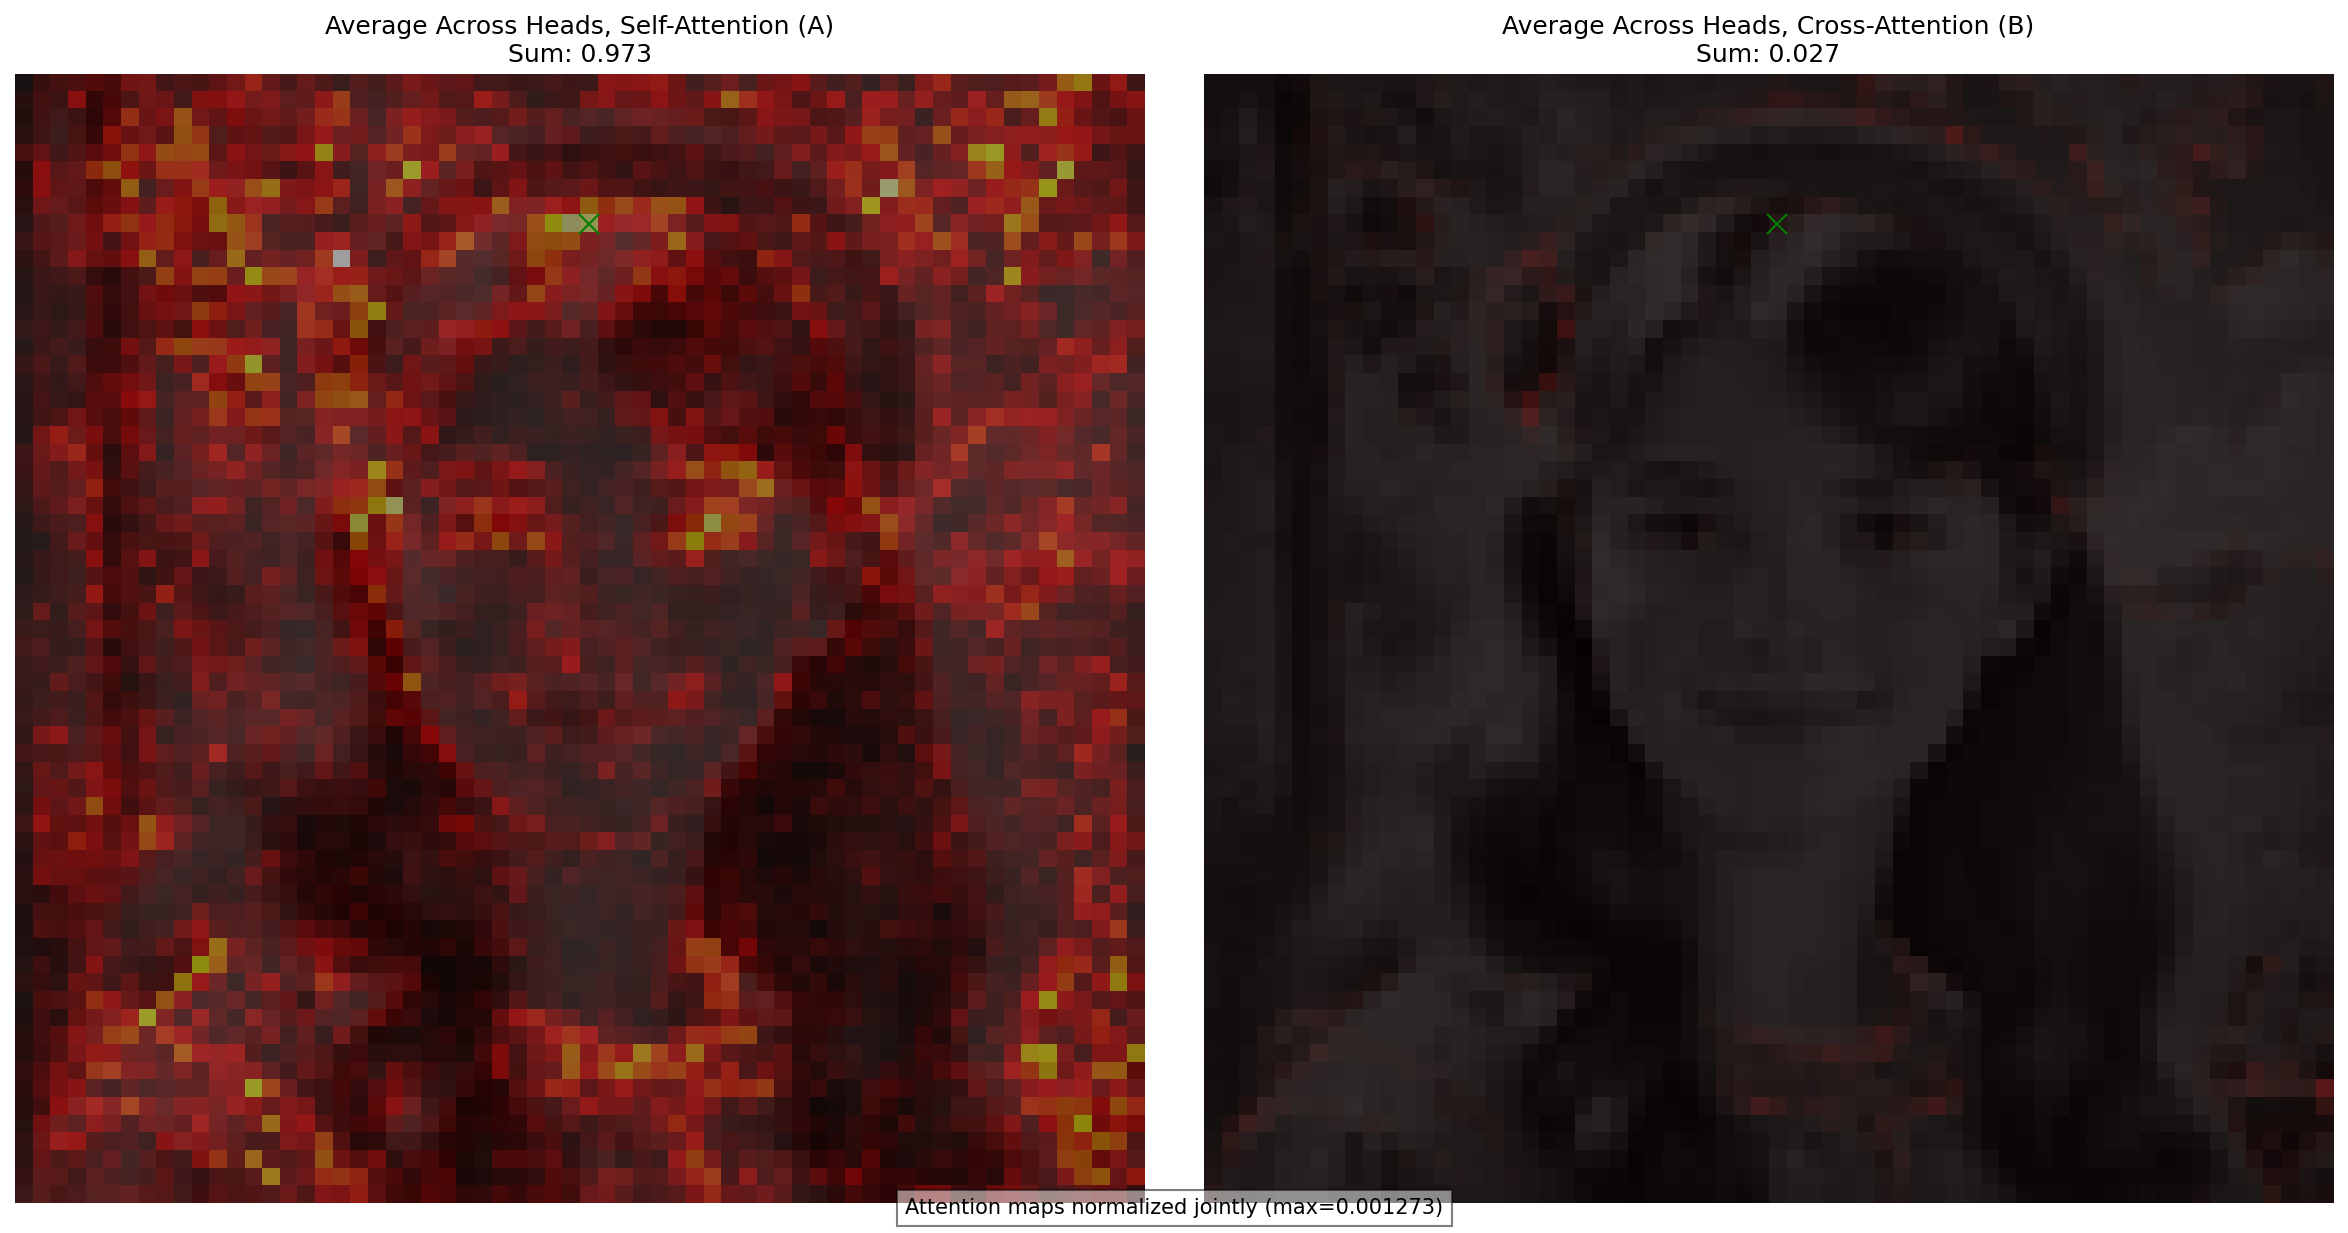 Average Across Heads, Self-Attention (A)
Sum: 0.973
Average Across Heads, Cross-Attention (B)
Sum: 0.027
Attention maps normalized jointly (max=0.001273)